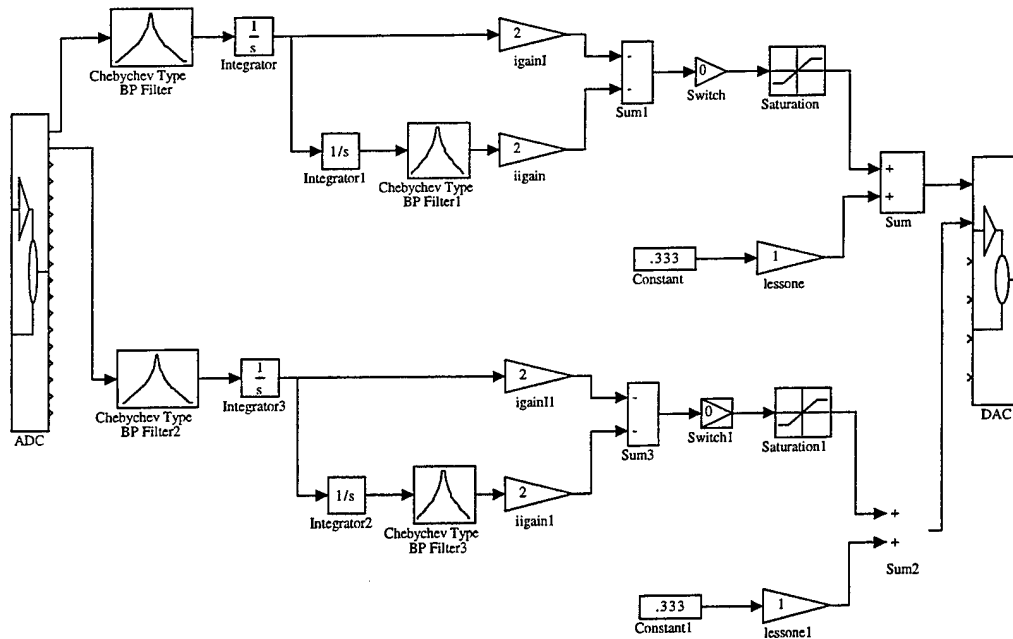 Chebychev Type
BP Filter
1
s
Integrator
2
igainI
-
-
Sum1
0
Switch
Saturation
1/s
Integrator1
Chebychev Type
BP Filter1
2
iigain
+
+
Sum
.333
Constant
1
lessone
ADC
Chebychev Type
BP Filter2
1
s
Integrator3
2
igainI1
-
-
Sum3
0
Switch1
Saturation1
DAC
1/s
Integrator2
Chebychev Type
BP Filter3
2
iigain1
+
+
Sum2
.333
Constant1
1
lessone1